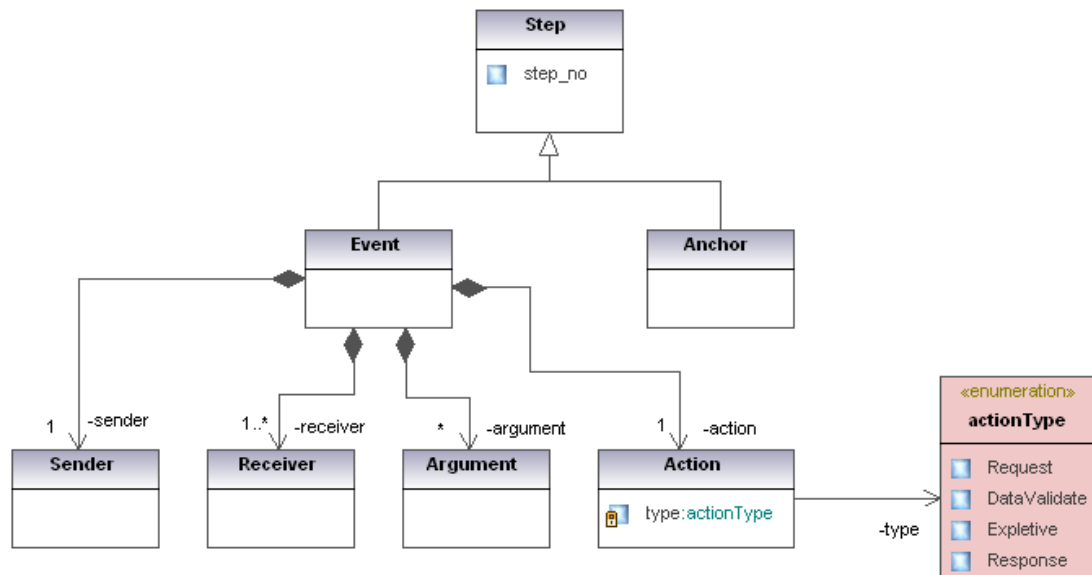 Step
step_no
Event
Anchor
1
-sender
1..*
-receiver
*
-argument
1
-action
Sender
Receiver
Argument
Action
type:actionType
-type
«enumeration»
actionType
Request
DataValidate
Expletive
Response